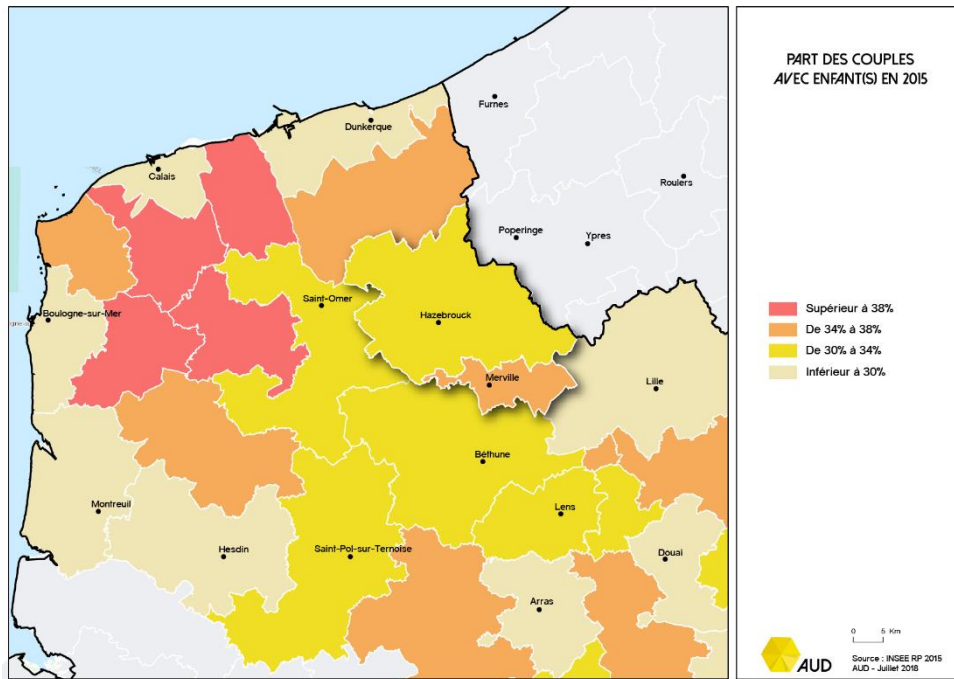 PART DES COUPLES
AVEC ENFANT(S) EN 2015
Furnes
Dunkerque
Calais
Roulers
Poperinge
Ypres
Saint-Omer
Boulogne-sur-Mer
Hazebrouck
Supérieur à 38%
De 34% à 38%
De 30% à 34%
Inférieur à 30%
Merville
Lille
Béthune
Montreuil
Lens
Hesdin
Saint-Pol-sur-Ternoise
Douai
Arras
0 5 Km
AUD
Source : INSEE RP 2015
AUD - Juillet 2018